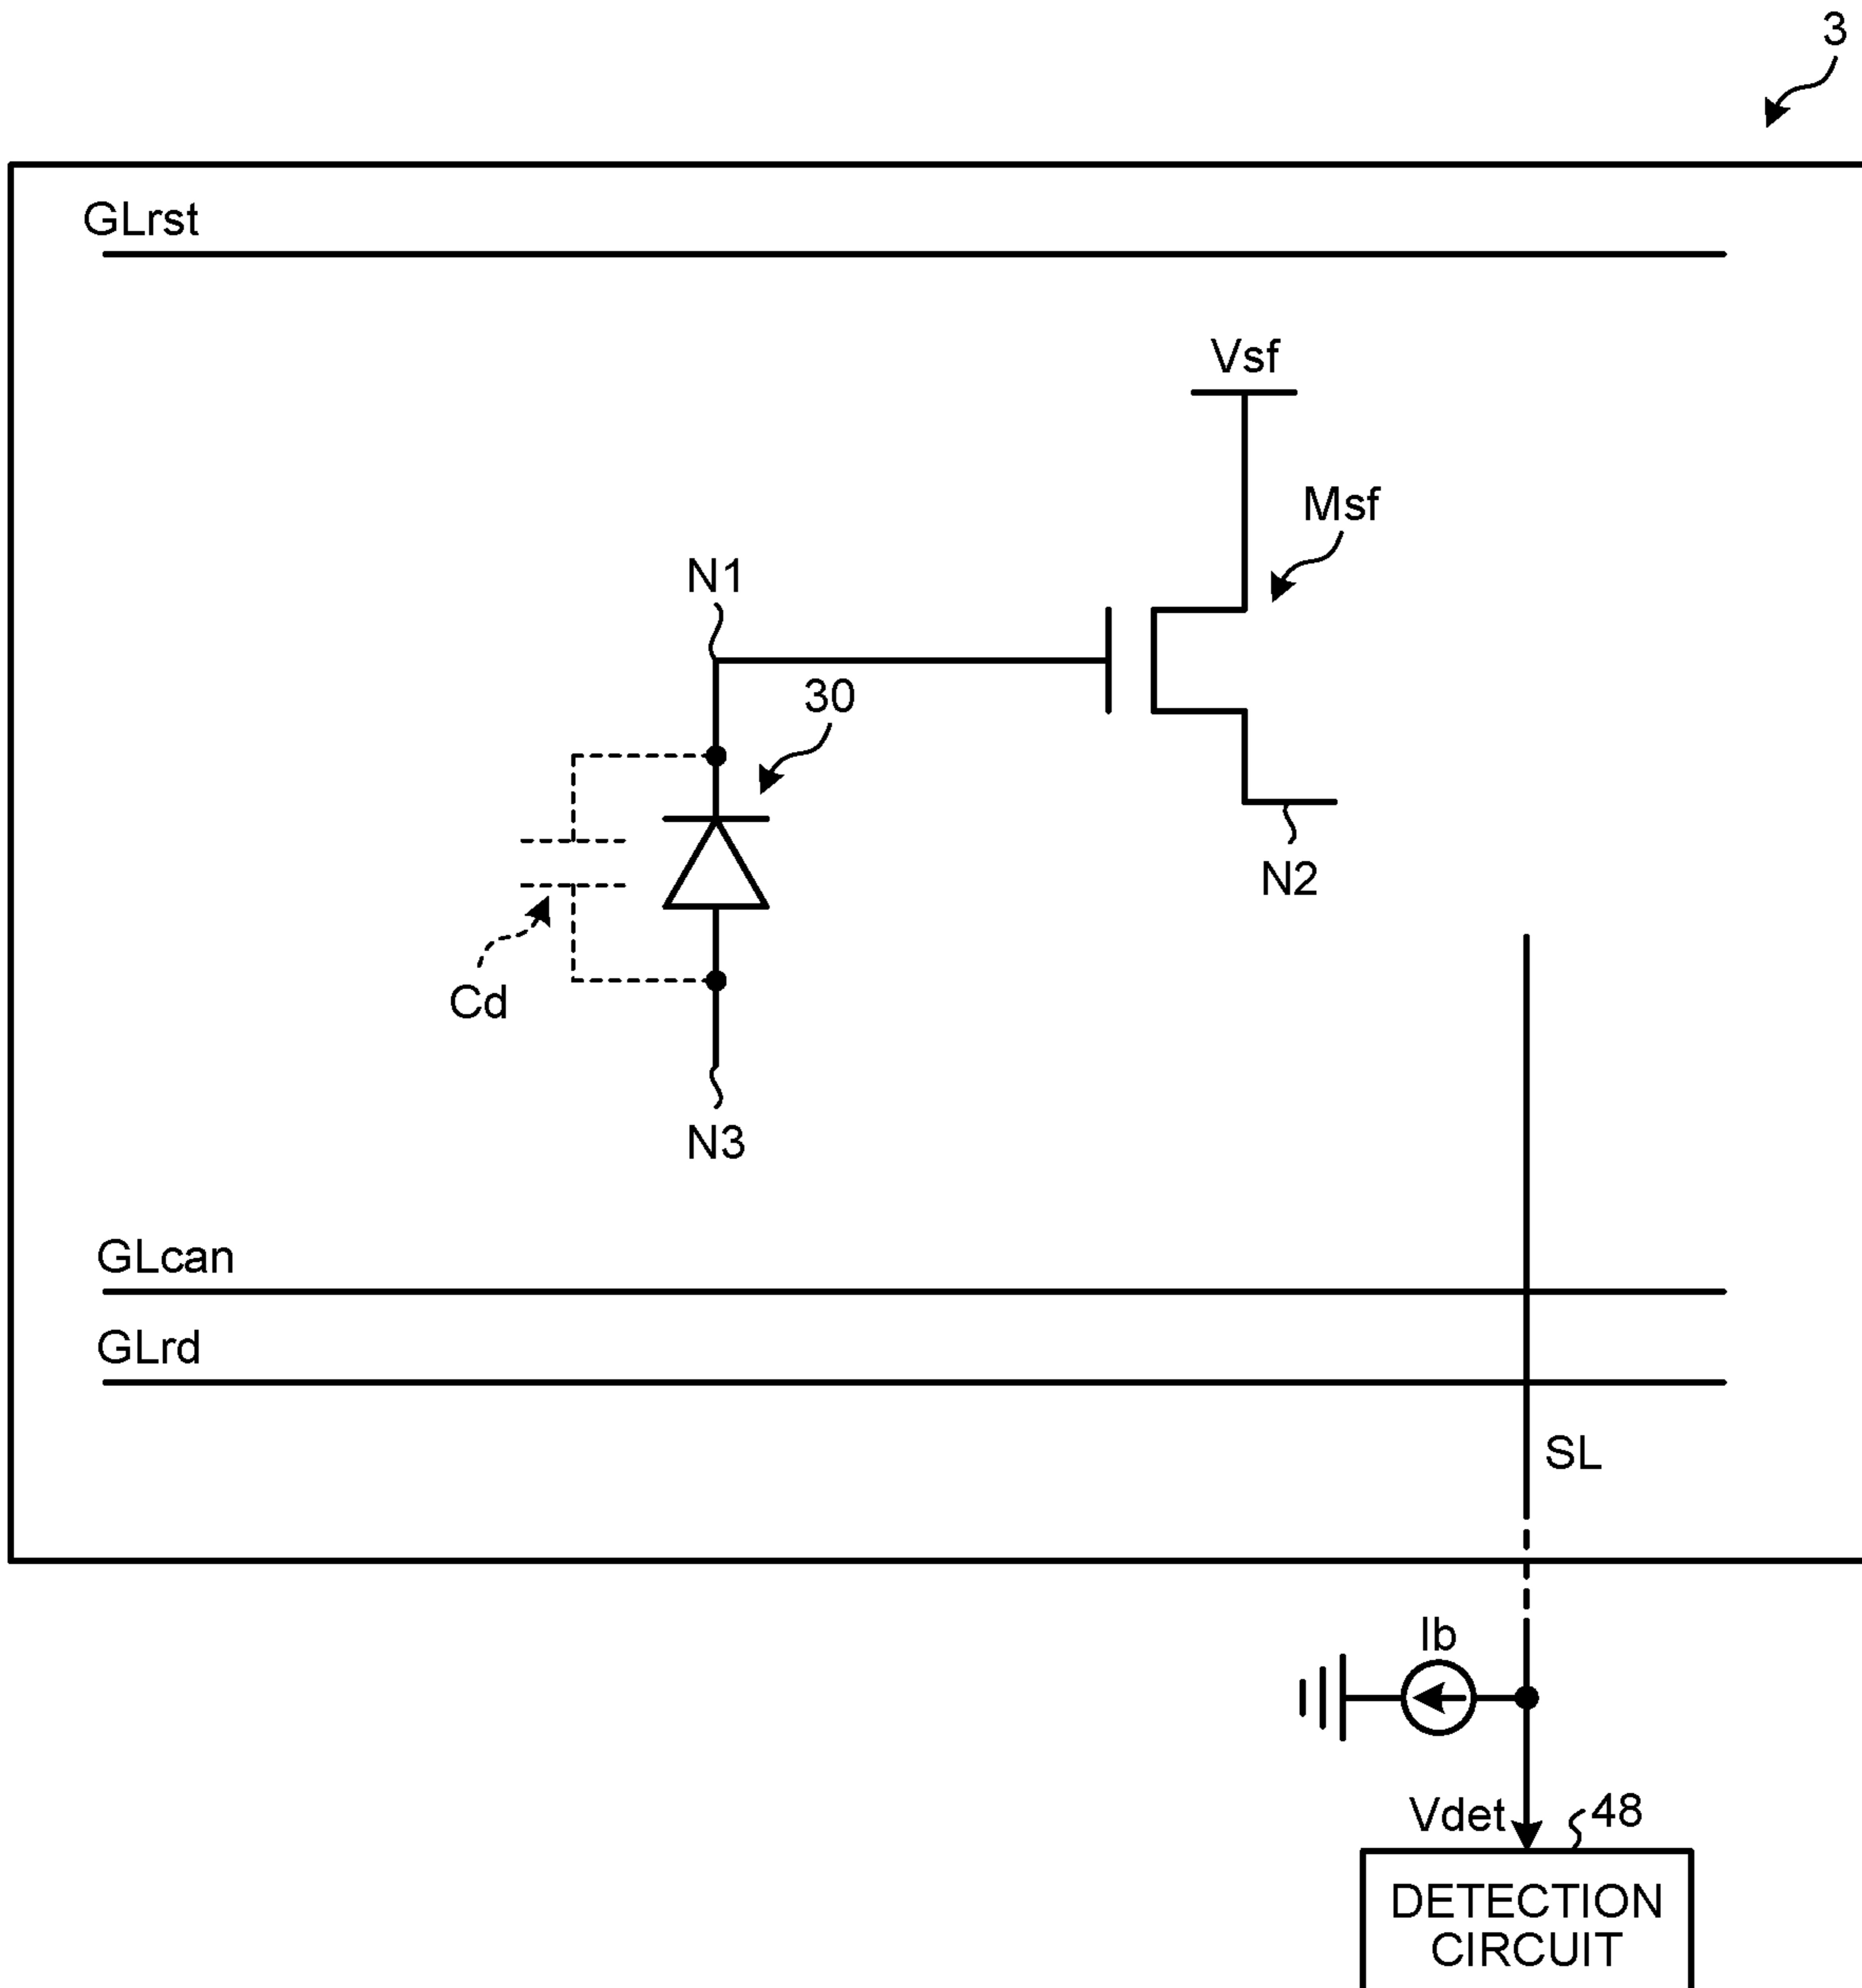 3
GLrst
Vsf
Msf
N1
30
N2
Cd
N3
GLcan
GLrd
SL
Ib
Vdet
48
DETECTION
CIRCUIT